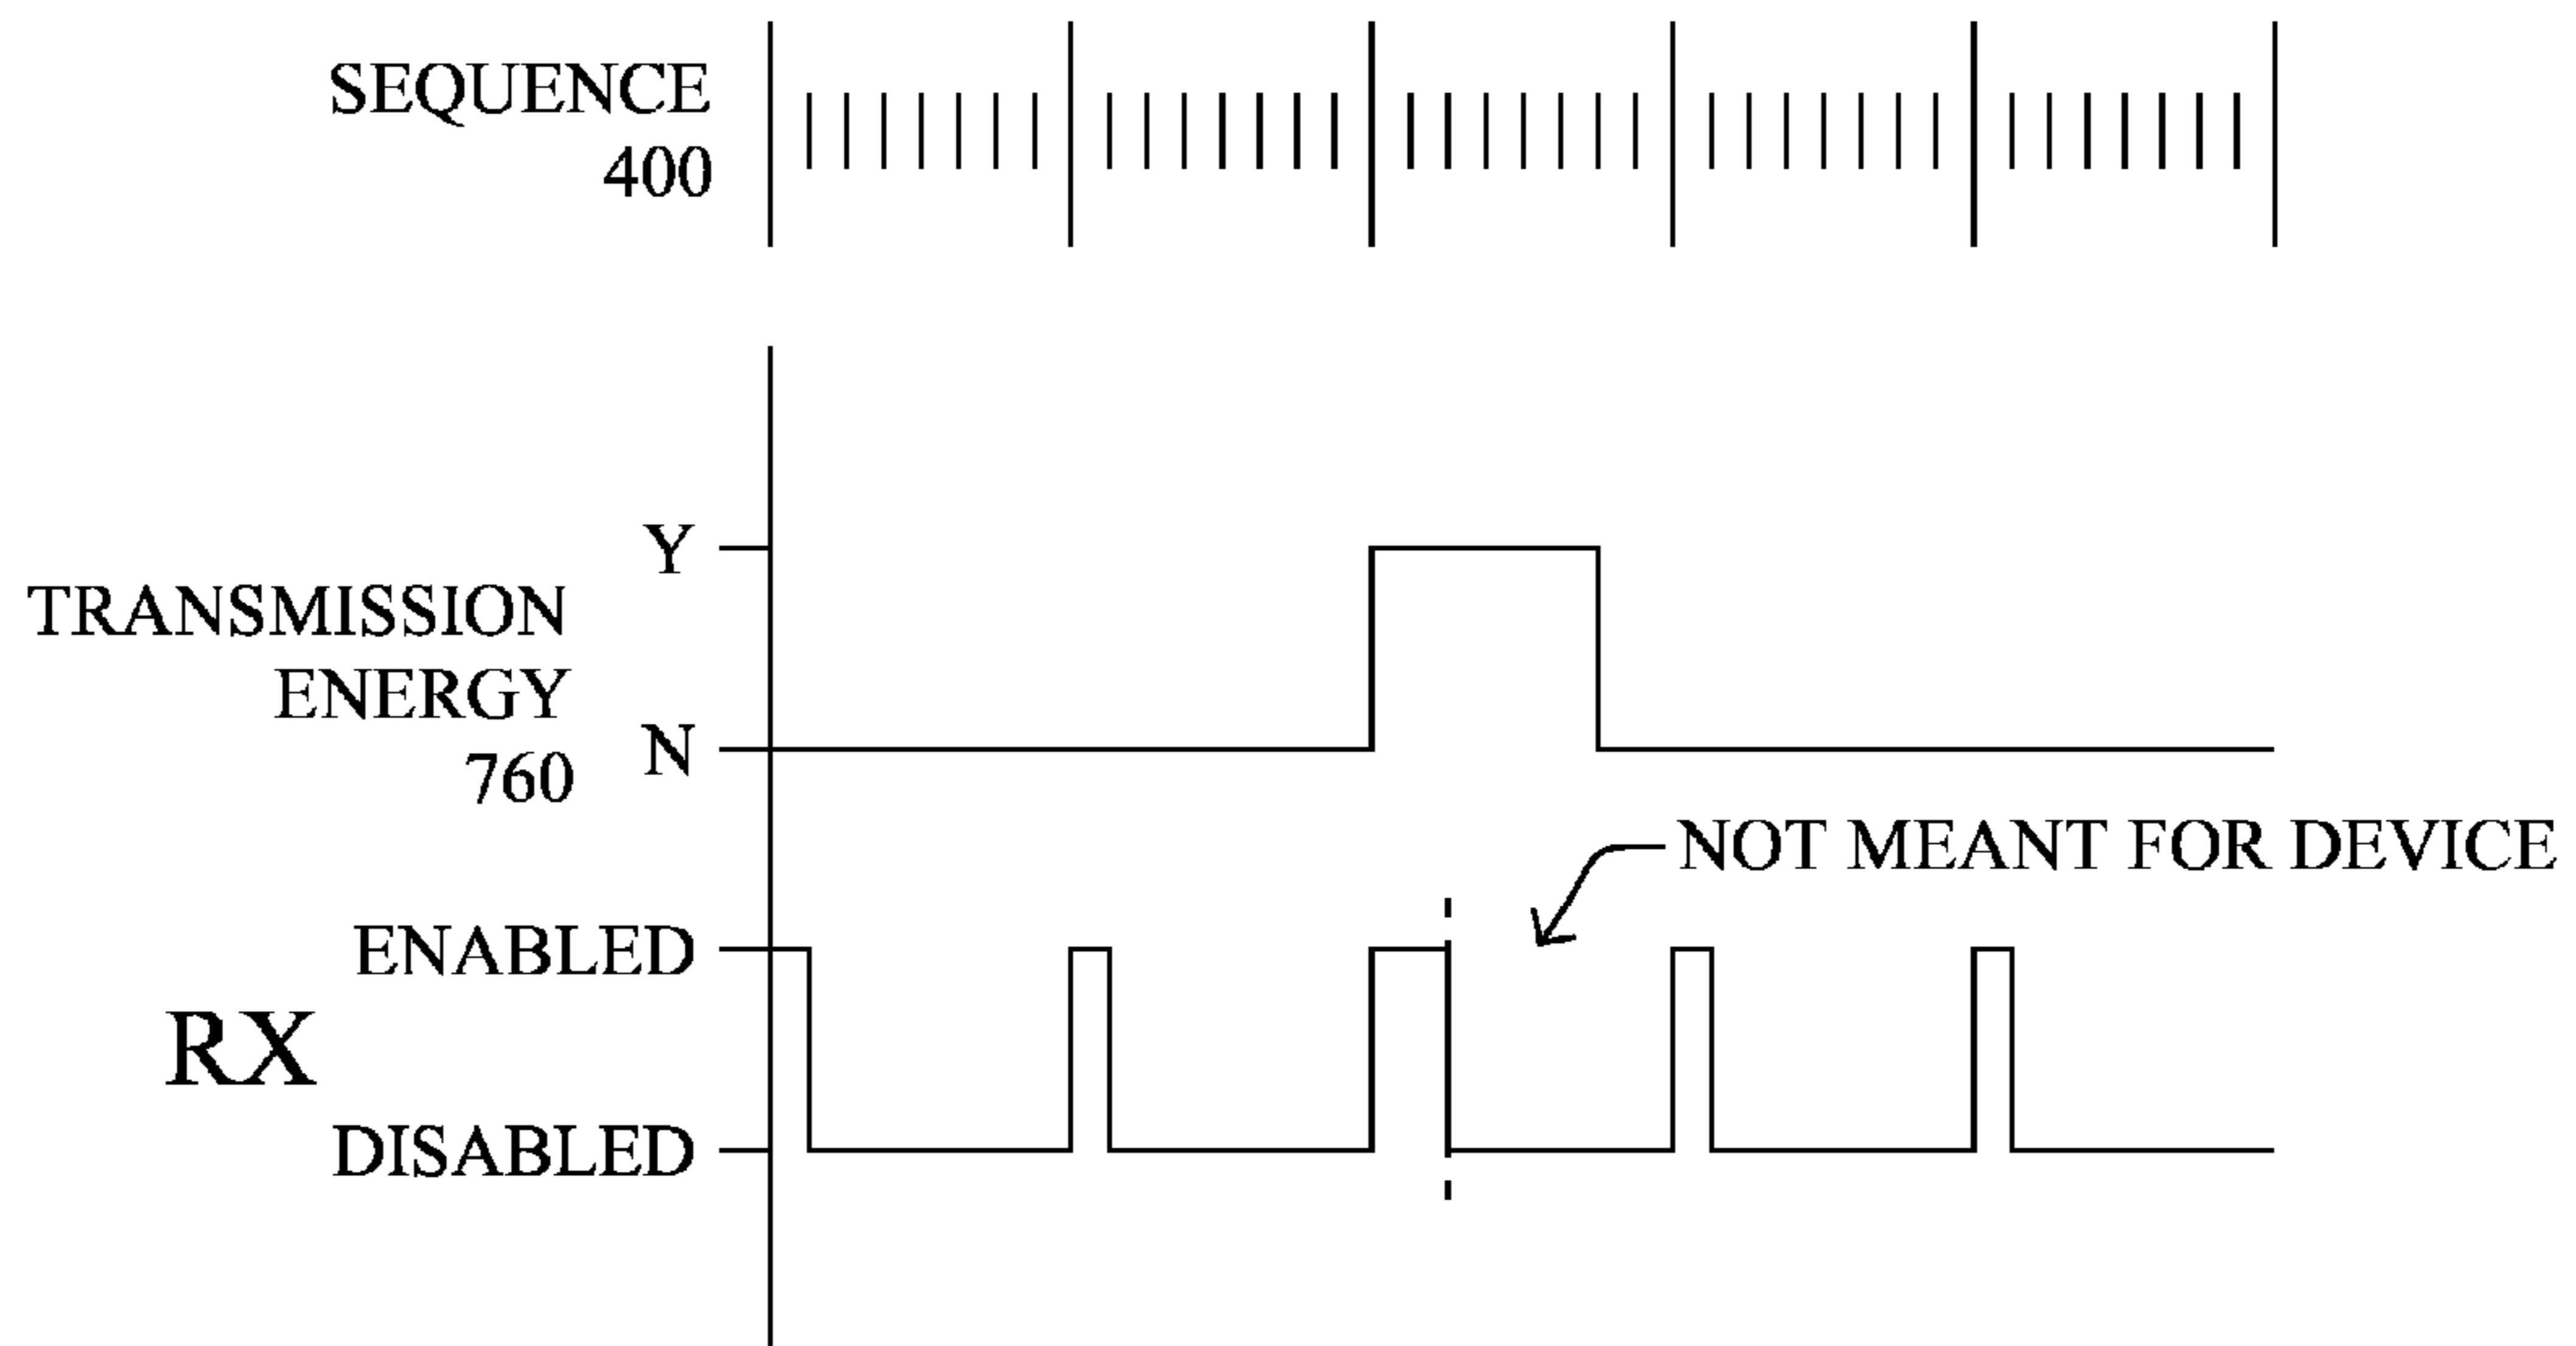 SEQUENCE
400
Y
TRANSMISSION
ENERGY
N
760
NOT MEANT FOR DEVICE
ENABLED
RX
DISABLED